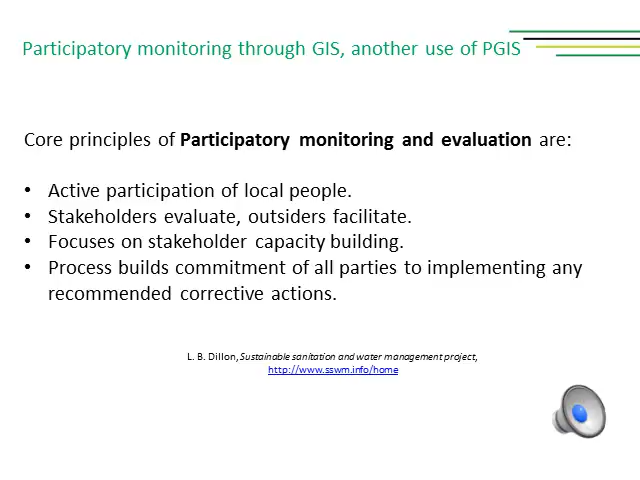 Participatory monitoring through GIS, another use of PGIS
Core principles of Participatory monitoring and evaluation are:
• Active participation of local people.
• Stakeholders evaluate, outsiders facilitate.
• Focuses on stakeholder capacity building.
• Process builds commitment of all parties to implementing any
recommended corrective actions.
L. B. Dillon, Sustainable sanitation and water management project,
http://www.sswm.info/home